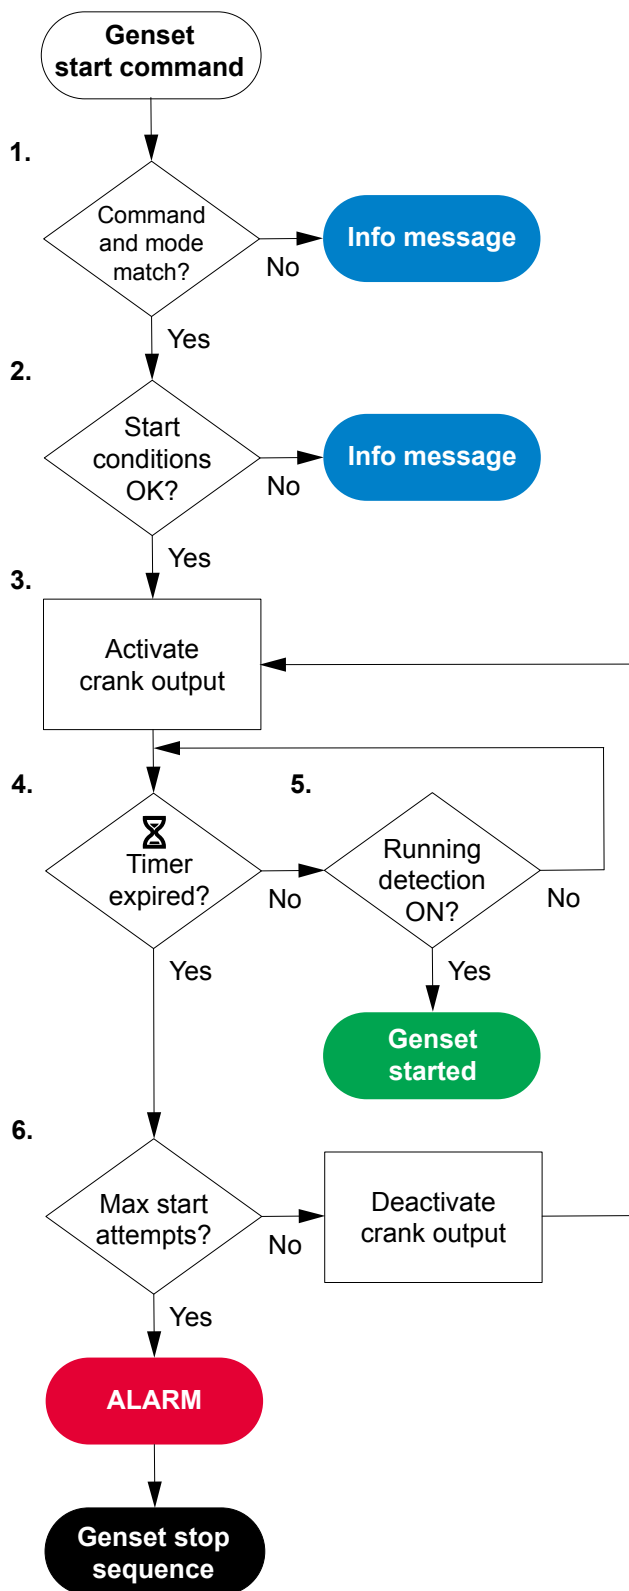 Genset
start command
1.
Command
and mode
match?
No
Info message
Yes
2.
Start
conditions
OK?
No
Info message
Yes
3.
Activate
crank output
4.
Timer
expired?
No
5.
Running
detection
ON?
No
Yes
Yes
Genset
started
6.
Max start
attempts?
No
Deactivate
crank output
Yes
ALARM
Genset stop
sequence